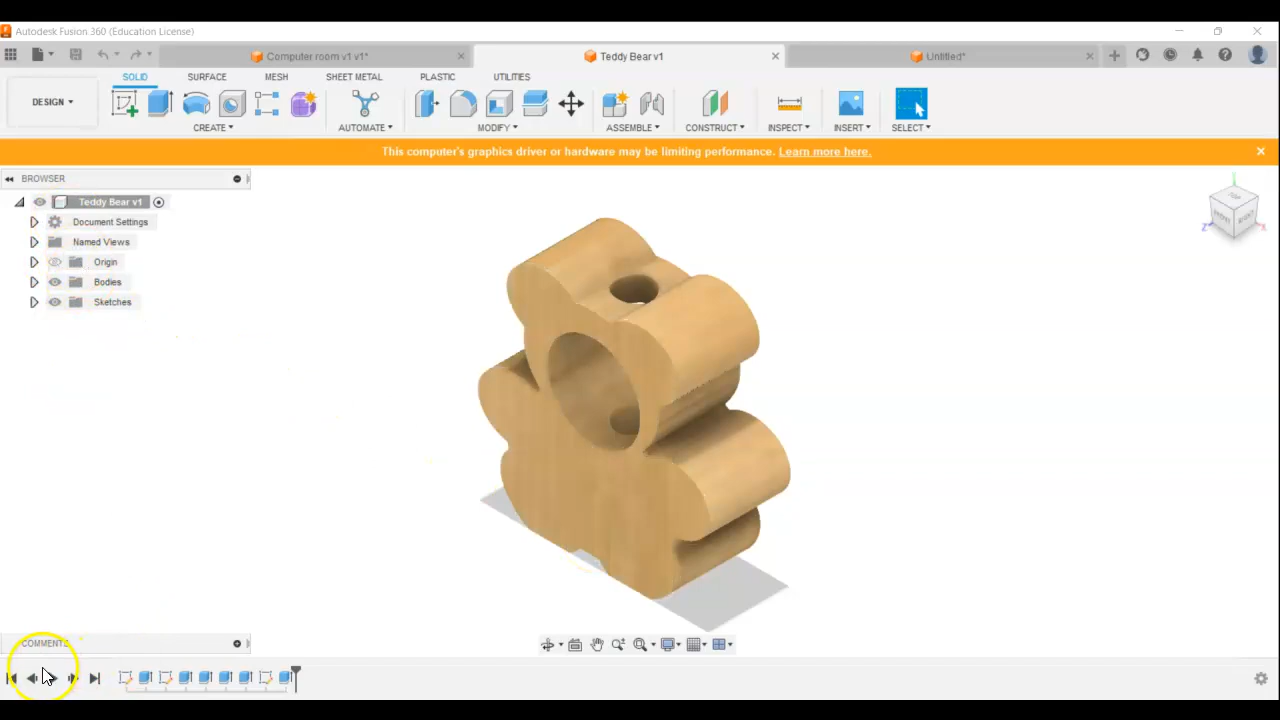 Autodesk Fusion 360 (Education License)
Computer room v1 v1*
Teddy Bear v1
Untitled*
SOLID SURFACE MESH SHEET METAL PLASTIC UTILITIES
DESIGN
CREATE AUTOMATE MODIFY ASSEMBLE CONSTRUCT INSPECT INSERT SELECT
This computer's graphics driver or hardware may be limiting performance. Learn more here.
BROWSER
Teddy Bear v1
Document Settings
Named Views
Origin
Bodies
Sketches
COMMENTS